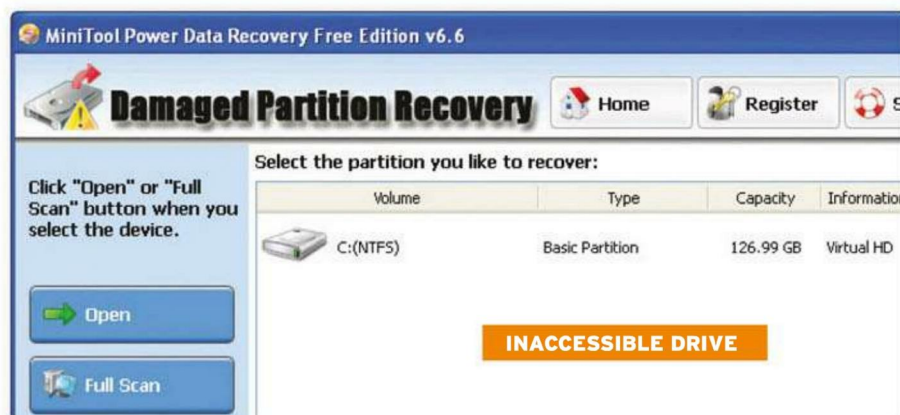 MiniTool Power Data Recovery Free Edition v6.6
Damaged Partition Recovery
Home
Register
Click "Open" or "Full
Scan" button when you
select the device.
Open
Full Scan
Select the partition you like to recover:
Volume Type Capacity
C:(NTFS) Basic Partition 126.99 GB Virtual HD
INACCESSIBLE DRIVE